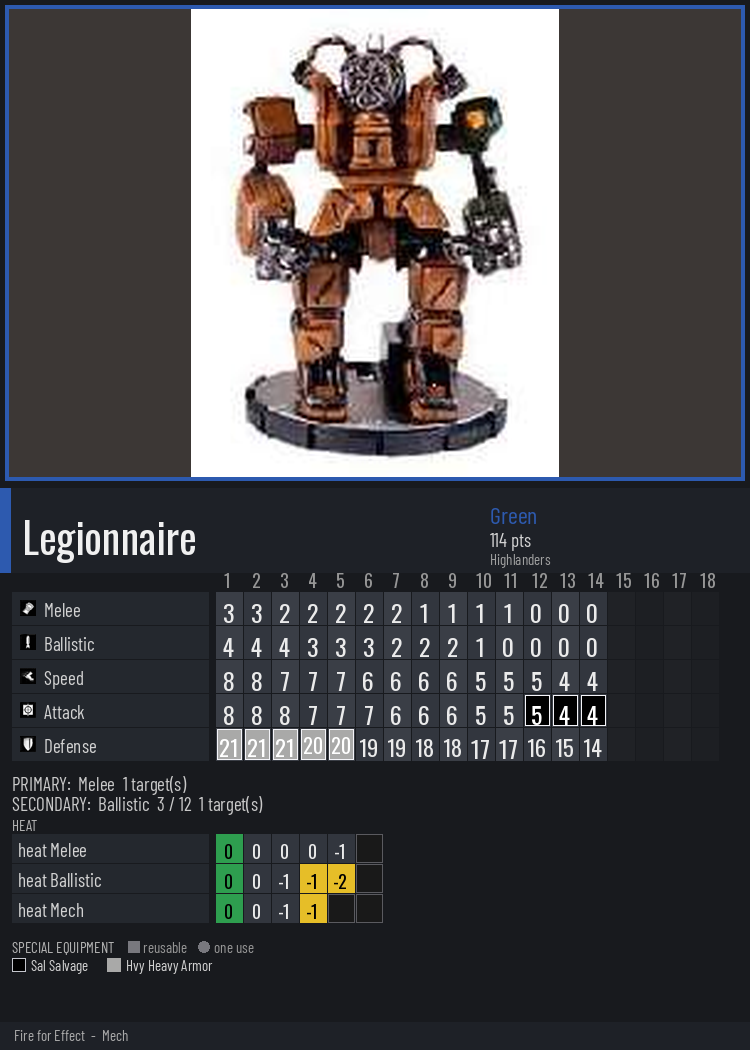 Legionnaire
Green
114 pts
Highlanders
1 2 3 4 5 6 7 8 9 10 11 12 13 14 15 16 17 18
Melee 3 3 2 2 2 2 2 1 1 1 1 0 0 0
Ballistic 4 4 4 3 3 3 2 2 2 1 0 0 0 0
Speed 8 8 7 7 7 6 6 6 6 5 5 5 4 4
Attack 8 8 8 7 7 7 6 6 6 5 5 5 4 4
Defense 21 21 21 20 20 19 19 18 18 17 17 16 15 14
PRIMARY: Melee 1 target(s)
SECONDARY: Ballistic 3 / 12 1 target(s)
HEAT
heat Melee 0 0 0 0 -1
heat Ballistic 0 0 -1 -1 -2
heat Mech 0 0 -1 -1
SPECIAL EQUIPMENT reusable one use
Sal Salvage Hvy Heavy Armor
Fire for Effect - Mech